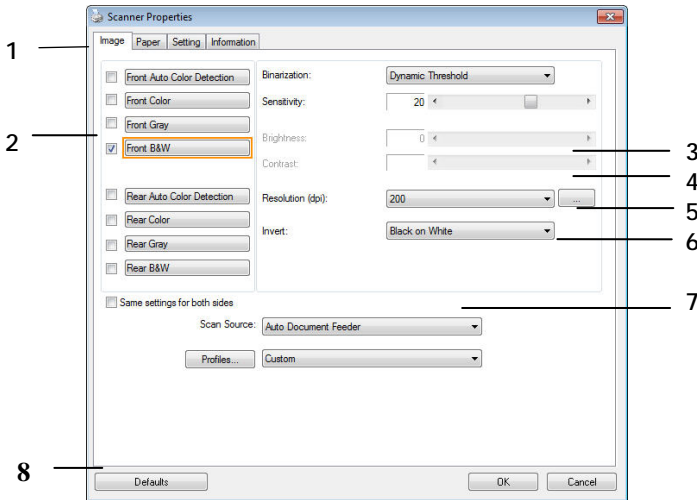 Scanner Properties
1
Image Paper Setting Information
Front Auto Color Detection Binarization: Dynamic Threshold
Front Color Sensitivity: 20
Front Gray Brightness: 0
2 Front B&W Contrast: 3
4
Rear Auto Color Detection Resolution (dpi): 200 ... 5
Rear Color Invert: Black on White 6
Rear Gray
Rear B&W
Same settings for both sides 7
Scan Source: Auto Document Feeder
Profiles... Custom
8
Defaults OK Cancel